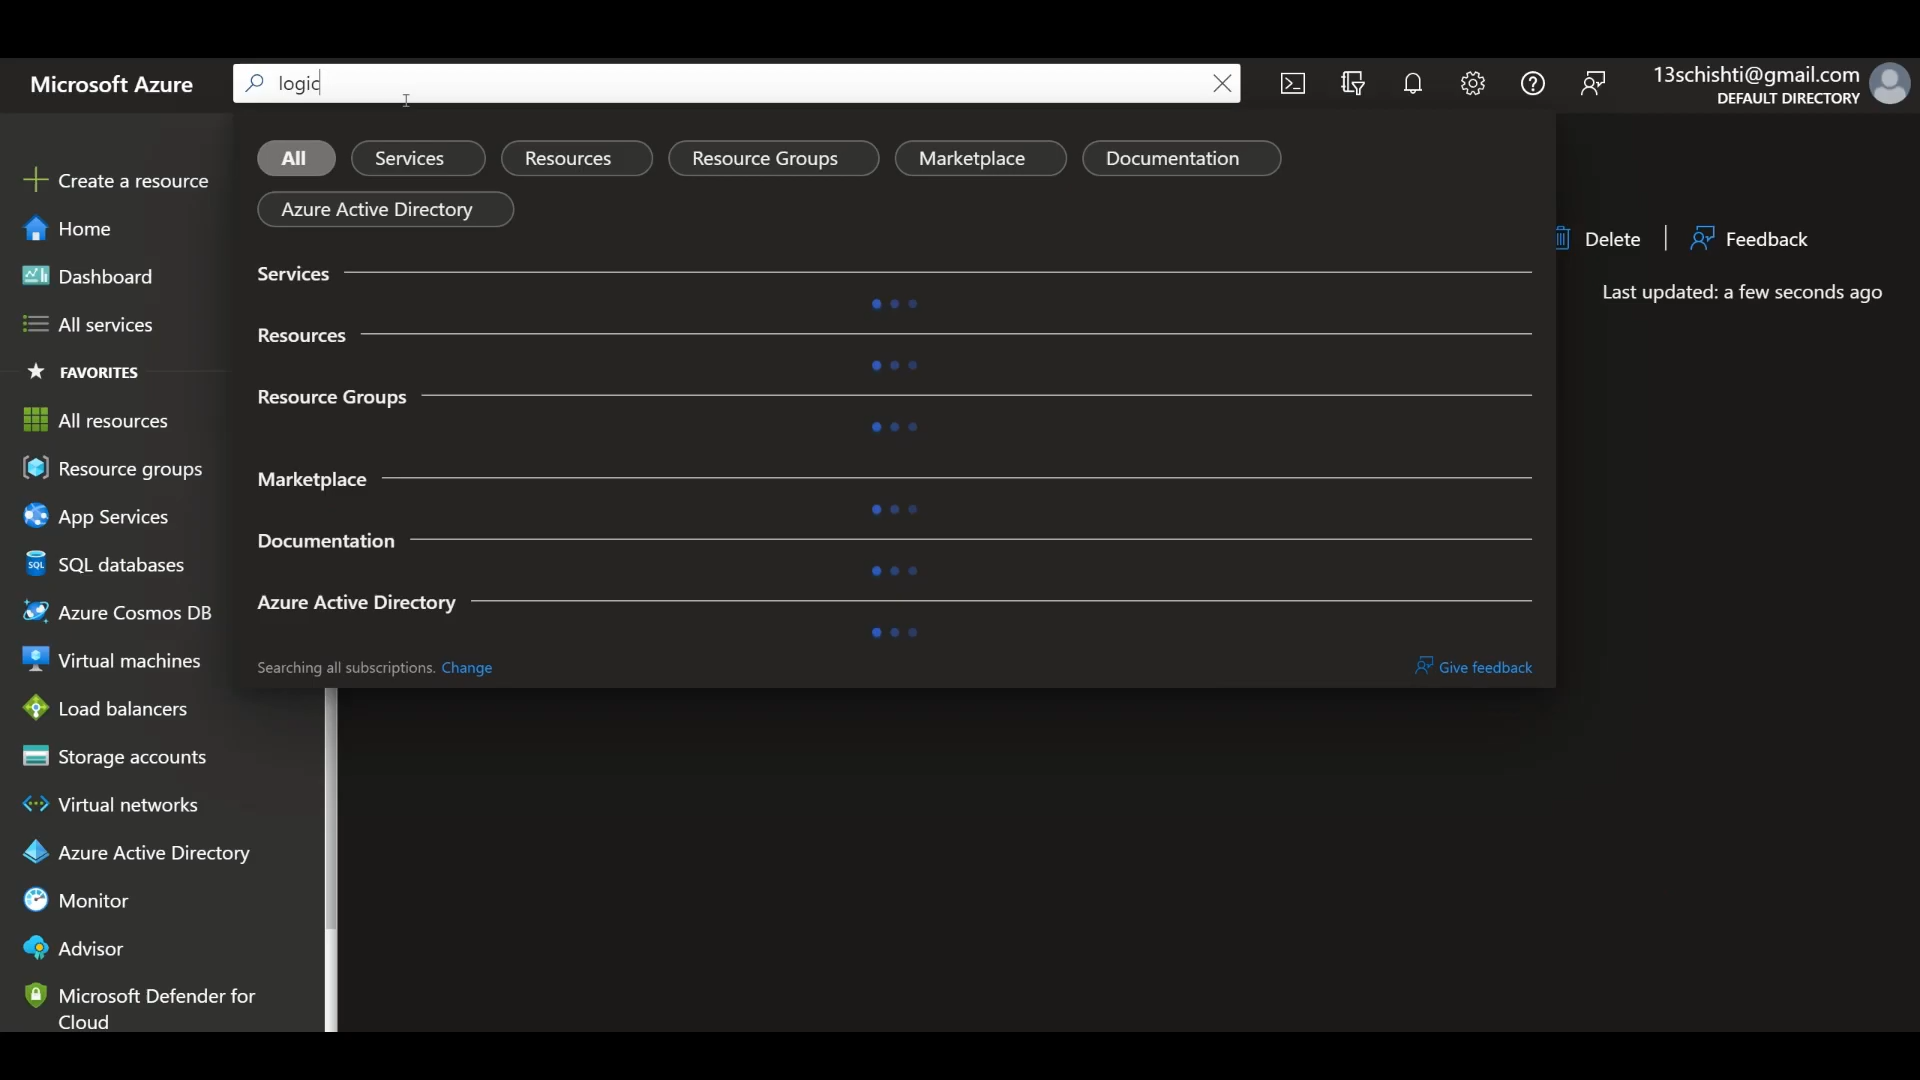 Microsoft Azure
logic
13schishti@gmail.com
DEFAULT DIRECTORY
All
Services
Resources
Resource Groups
Marketplace
Documentation
Azure Active Directory
Create a resource
Home
Dashboard
All services
FAVORITES
All resources
Resource groups
App Services
SQL databases
Azure Cosmos DB
Virtual machines
Load balancers
Storage accounts
Virtual networks
Azure Active Directory
Monitor
Advisor
Microsoft Defender for
Cloud
Services
Resources
Resource Groups
Marketplace
Documentation
Azure Active Directory
Searching all subscriptions. Change
Give feedback
Delete
Feedback
Last updated: a few seconds ago